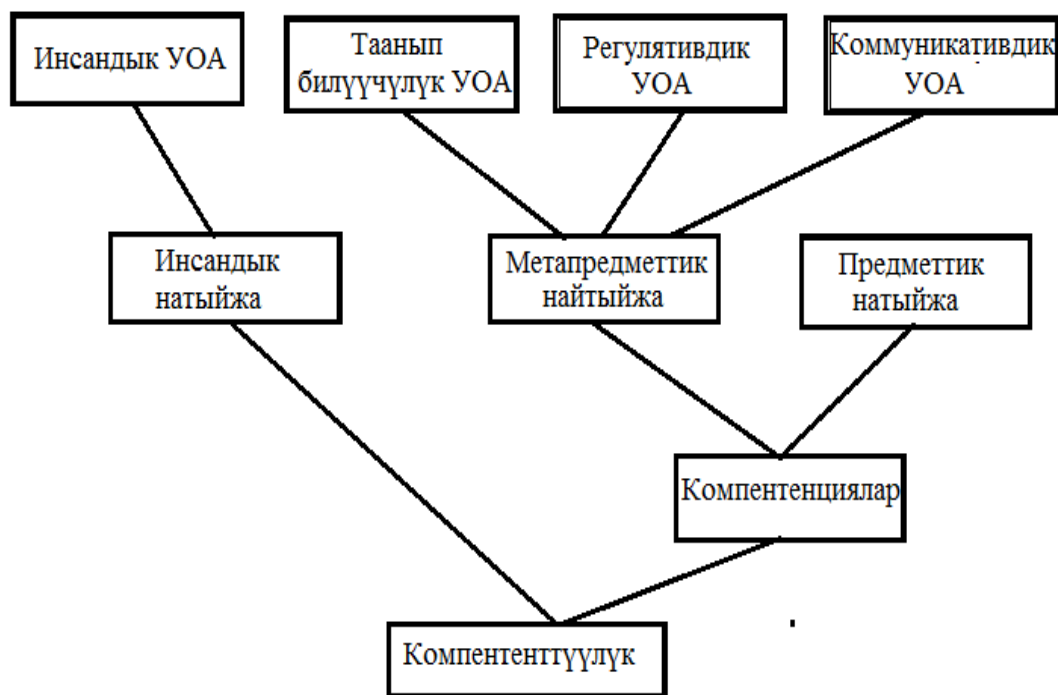 Инсандык УОА
Таанып
билүүчүлүк УОА
Регулятивдик
УОА
Коммуникативдик
УОА
Инсандык
натыйжа
Метапредметтик
найтыйжа
Предметтик
натыйжа
Компентенциялар
Компентенттүүлүк